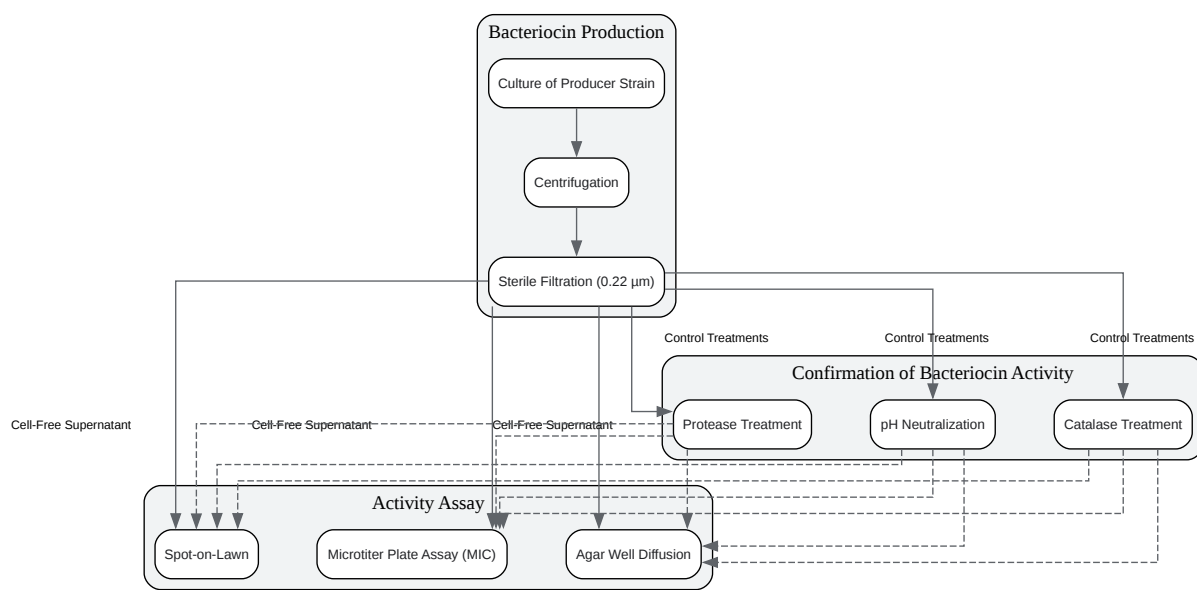 Bacteriocin Production
Culture of Producer Strain
Centrifugation
Sterile Filtration (0.22 µm)
Control Treatments
Control Treatments
Control Treatments
Confirmation of Bacteriocin Activity
Cell-Free Supernatant
Cell-Free Supernatant
Cell-Free Supernatant
Protease Treatment
pH Neutralization
Catalase Treatment
Activity Assay
Spot-on-Lawn
Microtiter Plate Assay (MIC)
Agar Well Diffusion